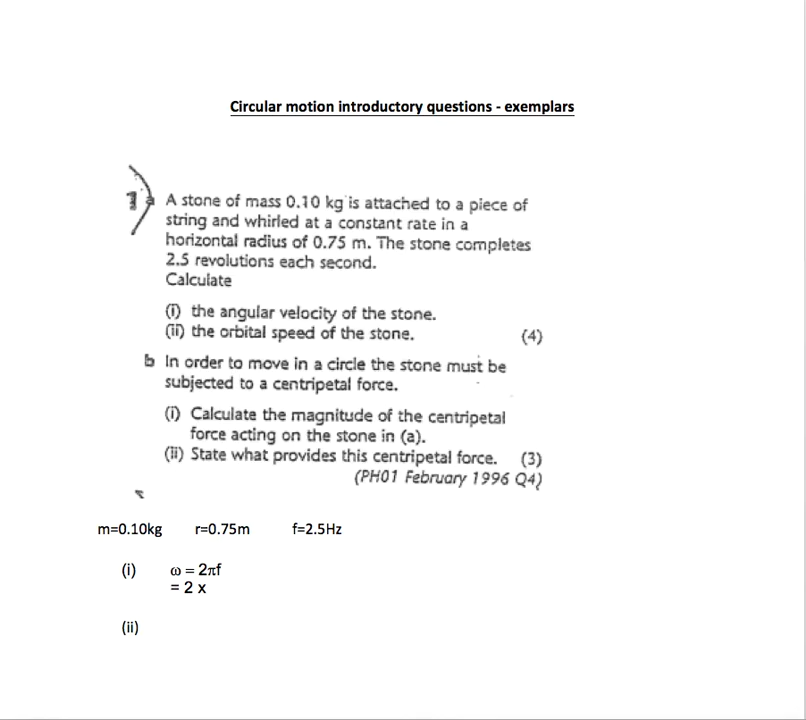 Circular motion introductory questions - exemplars
1 a A stone of mass 0.10 kg is attached to a piece of
string and whirled at a constant rate in a
horizontal radius of 0.75 m. The stone completes
2.5 revolutions each second.
Calculate
(i) the angular velocity of the stone.
(ii) the orbital speed of the stone. (4)
b In order to move in a circle the stone must be
subjected to a centripetal force.
(i) Calculate the magnitude of the centripetal
force acting on the stone in (a).
(ii) State what provides this centripetal force. (3)
(PH01 February 1996 Q4)
m=0.10kg r=0.75m f=2.5Hz
(i) ω = 2πf
= 2 x
(ii)